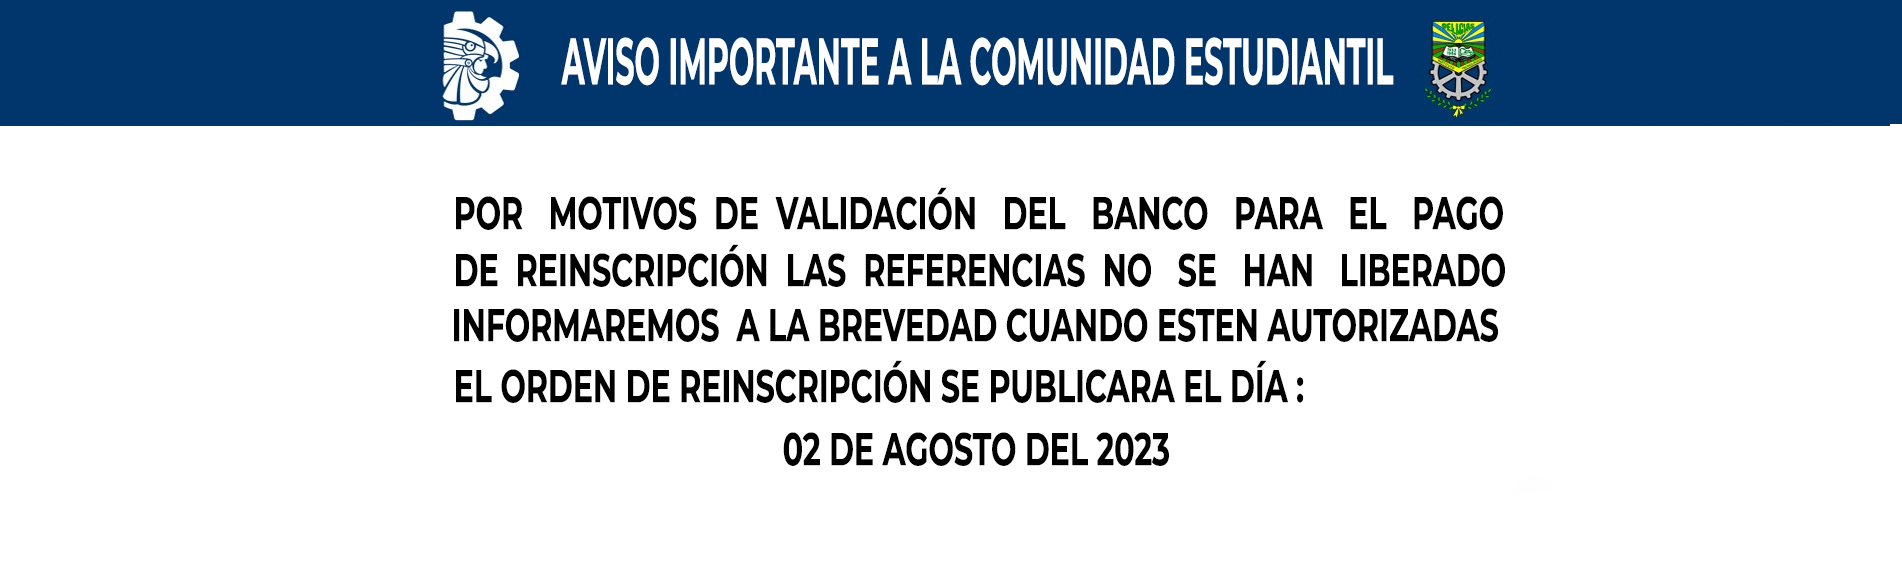 AVISO IMPORTANTE A LA COMUNIDAD ESTUDIANTIL
DELICIAS
POR MOTIVOS DE VALIDACIÓN DEL BANCO PARA EL PAGO
DE REINSCRIPCIÓN LAS REFERENCIAS NO SE HAN LIBERADO
INFORMAREMOS A LA BREVEDAD CUANDO ESTEN AUTORIZADAS
EL ORDEN DE REINSCRIPCIÓN SE PUBLICARA EL DÍA :
02 DE AGOSTO DEL 2023